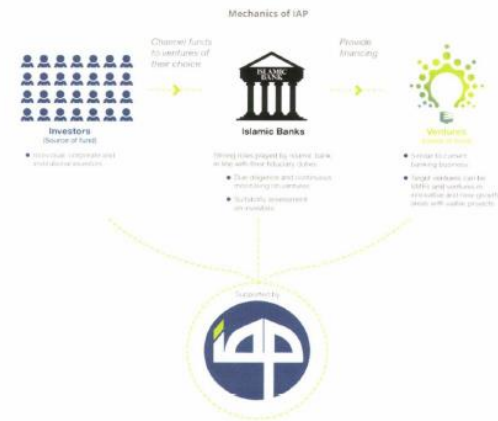 Mechanics of IAP
Channel funds
to ventures of
their choice
Provide
financing
ISLAMIC
BANK
Investors
(Source of fund)
Individual, corporate and
institutional investors
Islamic Banks
Strong roles played by Islamic bank
in line with their fiduciary duties
Due diligence and continuous
monitoring on ventures
Suitability assessment
on investors
Ventures
banking business
Target ventures can be
SMEs and ventures in
innovative and new growth
areas with viable projects
Supported by
iap